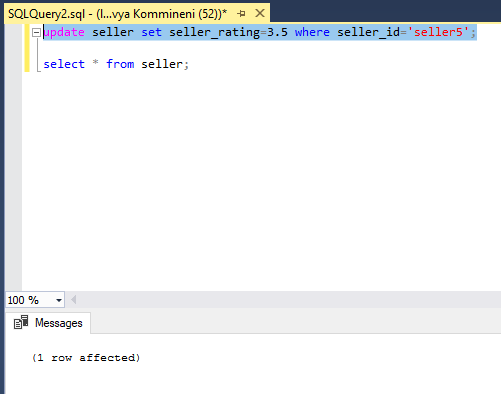 SQLQuery2.sql - (l...vya Kommineni (52))*
update seller set seller_rating=3.5 where seller_id='seller5';
select * from seller;
100 %
Messages
(1 row affected)